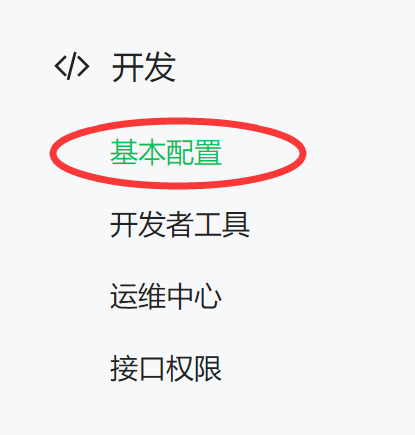 开发
基本配置
开发者工具
运维中心
接口权限